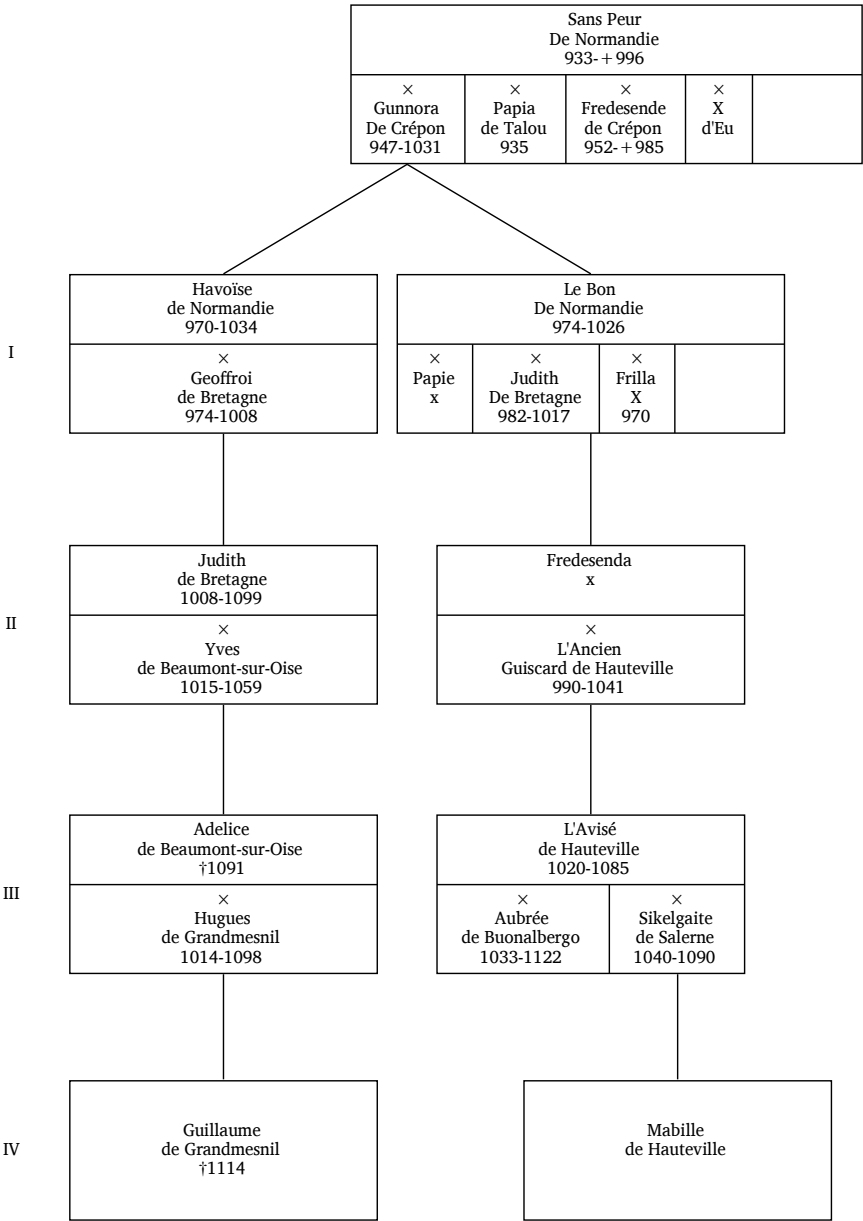 Sans Peur
De Normandie
933-+996
×
Gunnora
De Crépon
947-1031
×
Papia
de Talou
935
×
Fredesende
de Crépon
952-+985
×
X
d'Eu
I
Havoïse
de Normandie
970-1034
×
Geoffroi
de Bretagne
974-1008
Le Bon
De Normandie
974-1026
×
Papie
x
×
Judith
De Bretagne
982-1017
×
Frilla
X
970
II
Judith
de Bretagne
1008-1099
×
Yves
de Beaumont-sur-Oise
1015-1059
Fredesenda
x
×
L'Ancien
Guiscard de Hauteville
990-1041
III
Adelice
de Beaumont-sur-Oise
†1091
×
Hugues
de Grandmesnil
1014-1098
L'Avisé
de Hauteville
1020-1085
×
Aubrée
de Buonalbergo
1033-1122
×
Sikelgaite
de Salerne
1040-1090
IV
Guillaume
de Grandmesnil
†1114
Mabille
de Hauteville